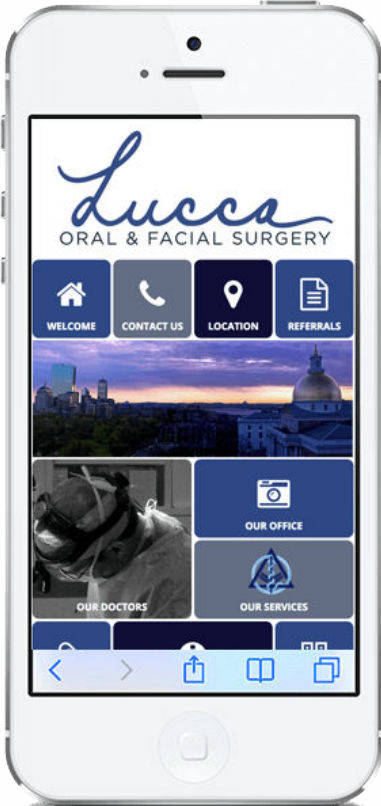 Lucca
ORAL & FACIAL SURGERY
WELCOME
CONTACT US
LOCATION
REFERRALS
OUR OFFICE
OUR DOCTORS
OUR SERVICES